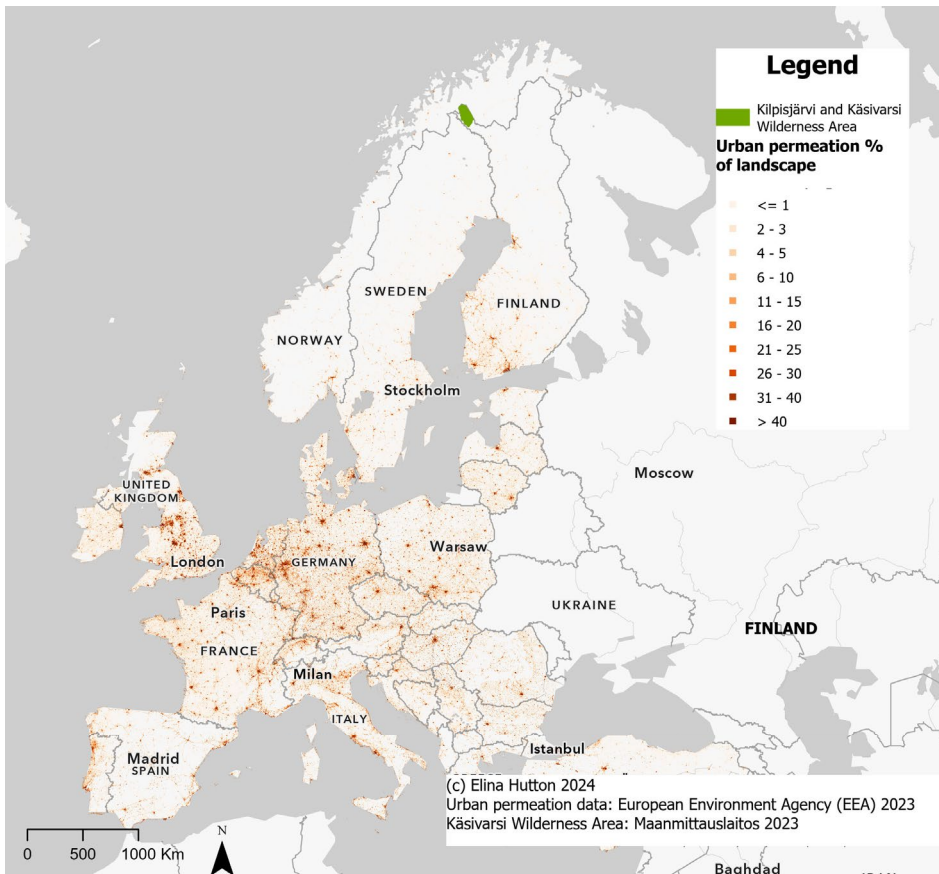 Legend
Kilpisjärvi and Käsivarsi
Wilderness Area
Urban permeation %
of landscape
<= 1
2 - 3
4 - 5
6 - 10
11 - 15
16 - 20
21 - 25
26 - 30
31 - 40
> 40
SWEDEN
FINLAND
NORWAY
Stockholm
Moscow
UNITED
KINGDOM
London
GERMANY
Warsaw
Paris
UKRAINE
FRANCE
FINLAND
Milan
ITALY
Madrid
SPAIN
Istanbul
(c) Elina Hutton 2024
Urban permeation data: European Environment Agency (EEA) 2023
Käsivarsi Wilderness Area: Maanmittauslaitos 2023
N
0 500 1000 Km
Baghdad